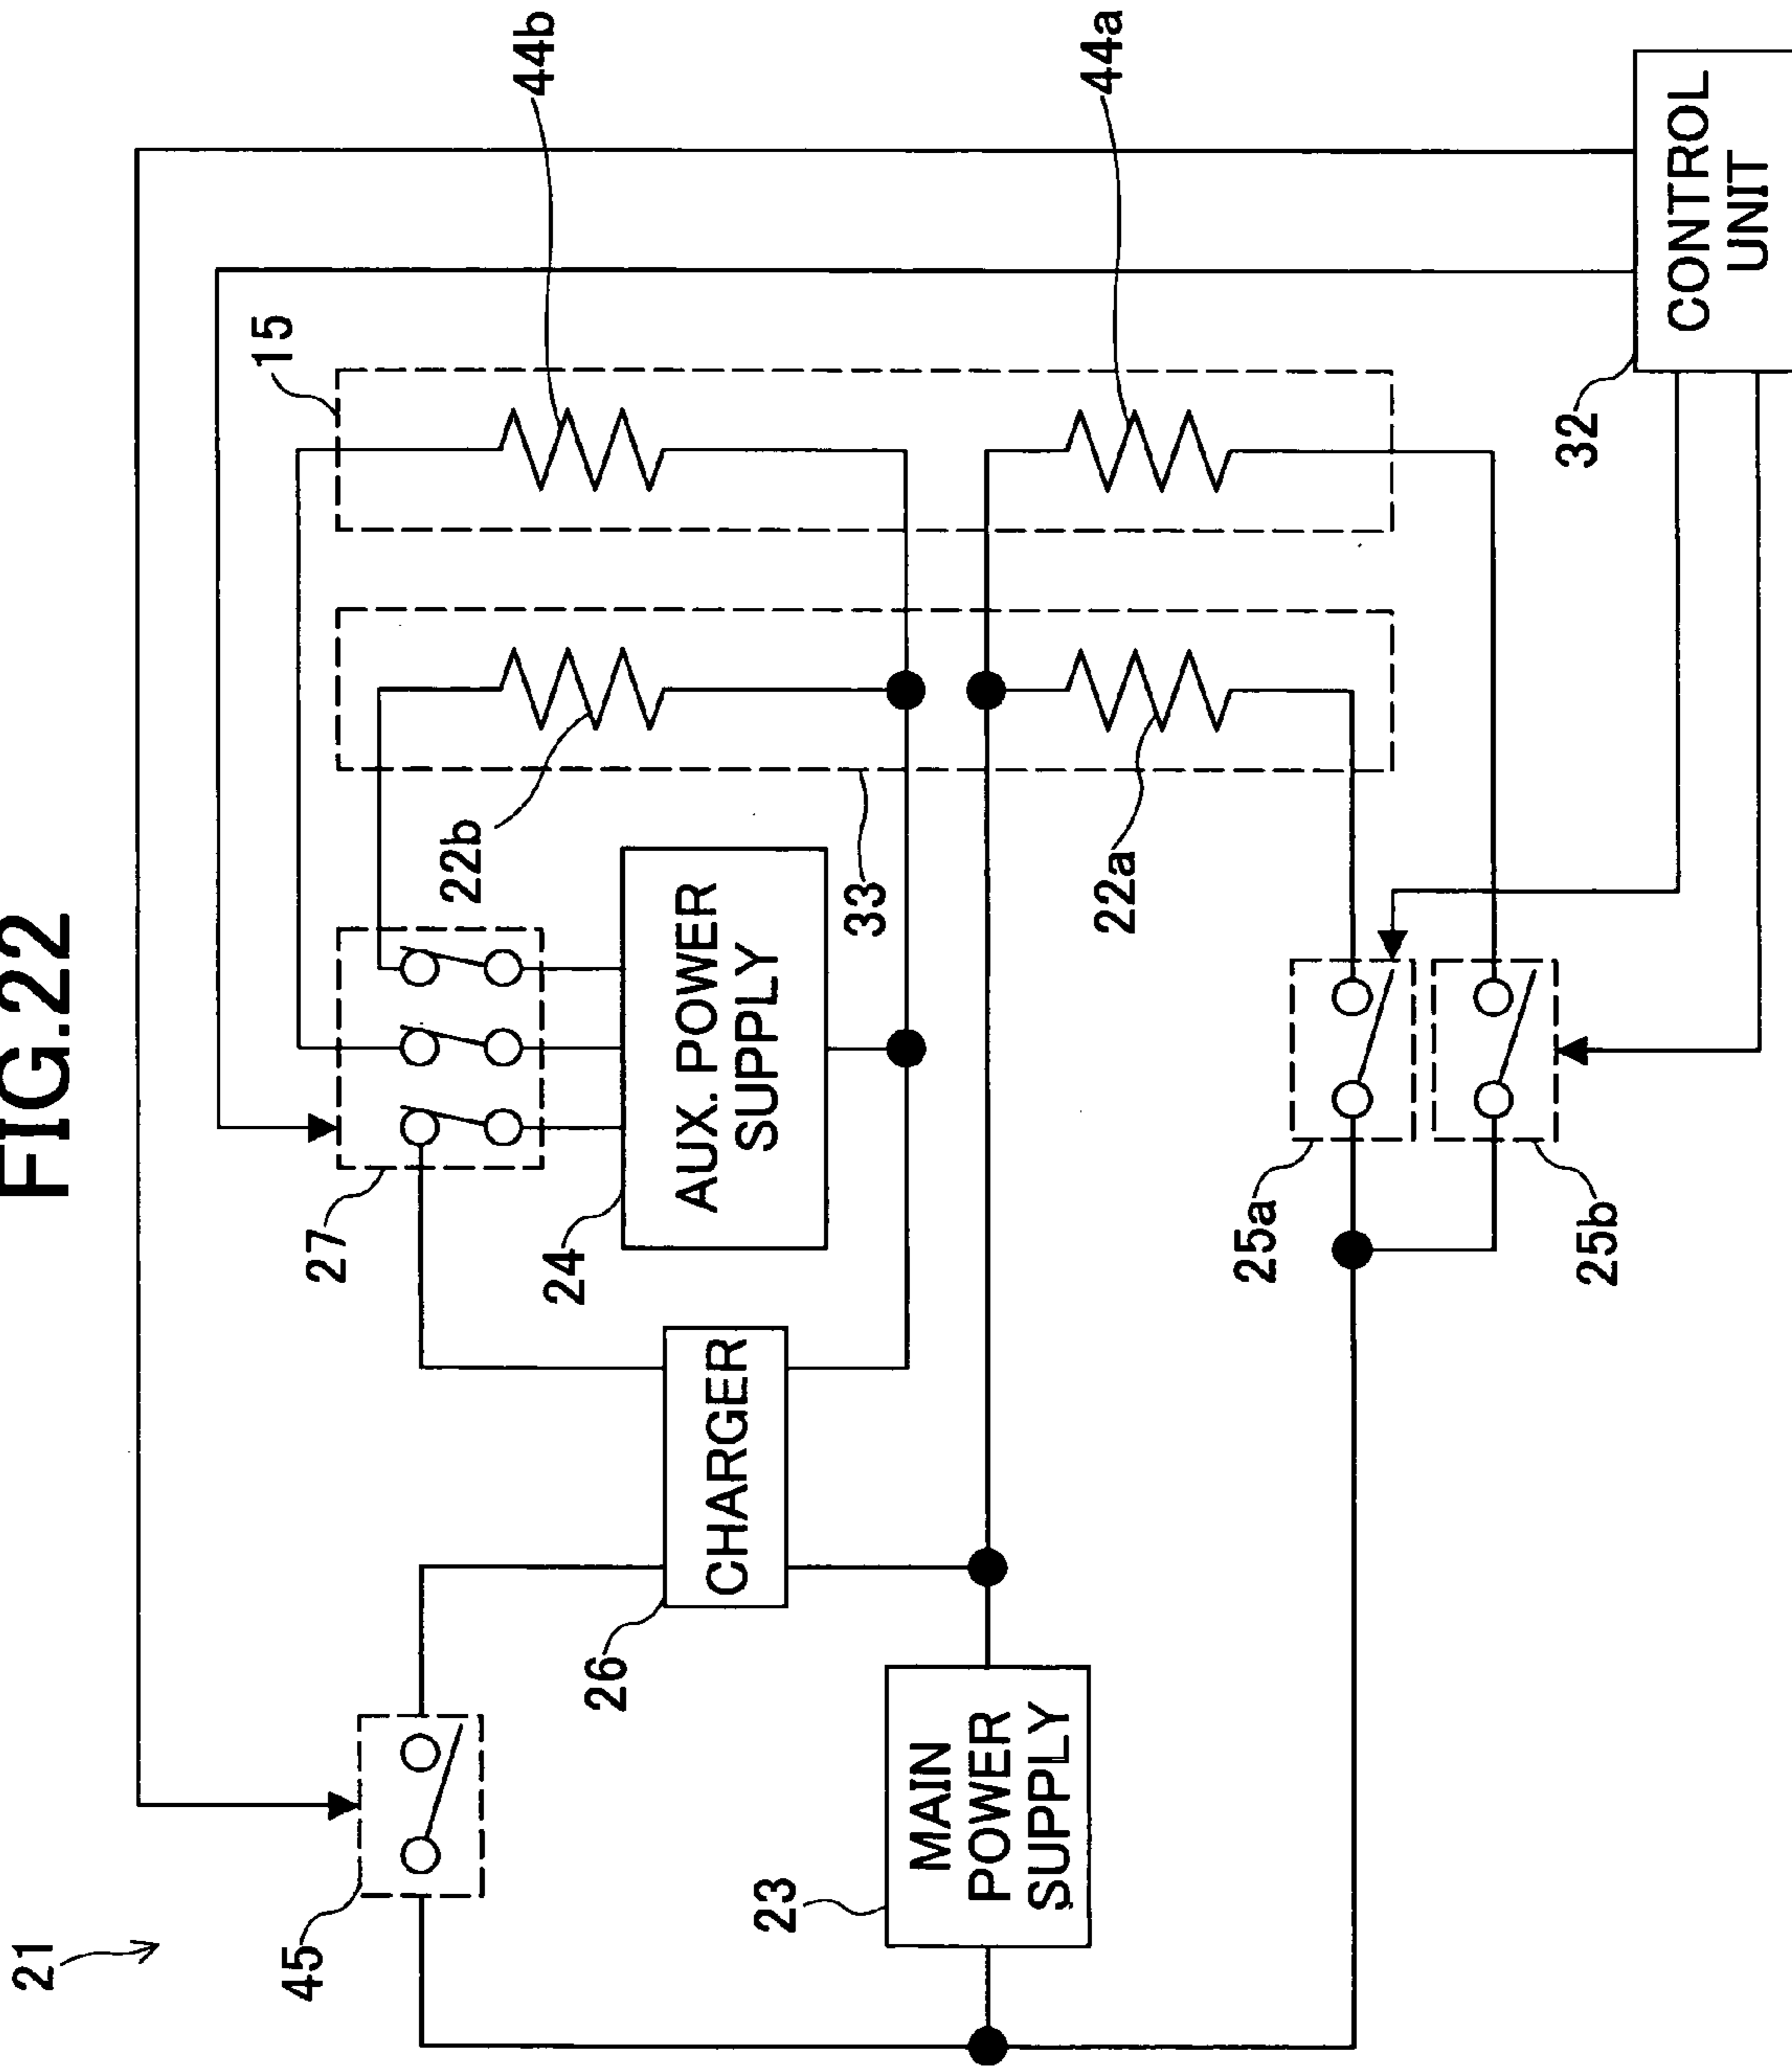 FIG.22
21
45
27
15
44b
26
CHARGER
24
AUX. POWER
SUPPLY
22b
23
MAIN
POWER
SUPPLY
33
22a
44a
25a
25b
32
CONTROL
UNIT